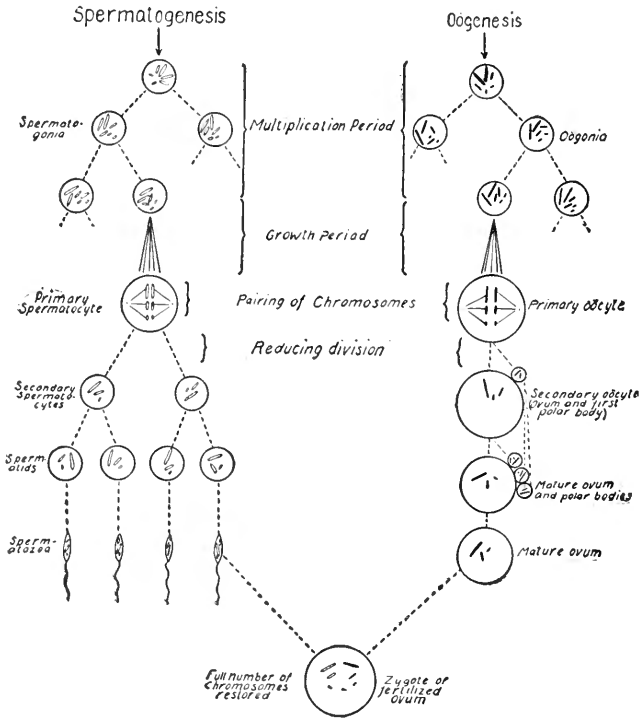 Spermatogenesis
Oögenesis
Spermato-
gonia
Multiplication Period
Oögonia
Growth Period
Primary
Spermatocyte
Pairing of Chromosomes
Primary oöcyte
Reducing division
Secondary
Spermato-
cytes
Secondary oöcyte
(Ovum and first
polar body)
Sperm-
atids
Mature ovum
and polar bodies
Sperm-
atozoa
Mature ovum
Full number of
Chromosomes
restored
Zygote or
fertilized
Ovum